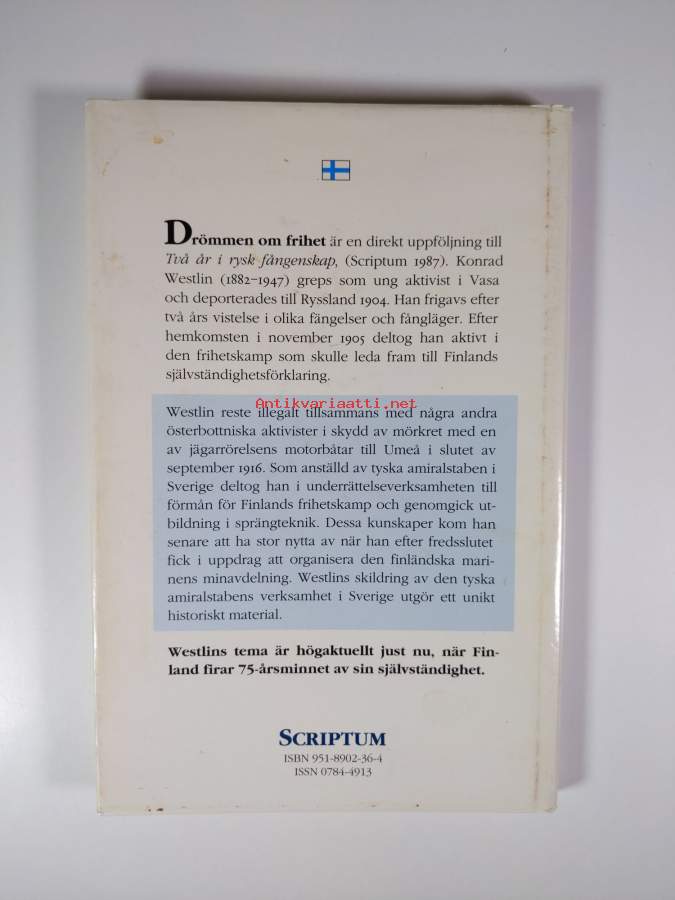 Drömmen om frihet är en direkt uppföljning till
Två år i rysk fångenskap, (Scriptum 1987). Konrad
Westlin (1882–1947) greps som ung aktivist i Vasa
och deporterades till Ryssland 1904. Han frigavs efter
två års vistelse i olika fängelser och fångläger. Efter
hemkomsten i november 1905 deltog han aktivt i
den frihetskamp som skulle leda fram till Finlands
självständighetsförklaring.
Antikvariaatti.net
Westlin reste illegalt tillsammans med några andra
österbottniska aktivister i skydd av mörkret med en
av jägarrörelsens motorbåtar till Umeå i slutet av
september 1916. Som anställd av tyska amiralstaben i
Sverige deltog han i underrättelseverksamheten till
förmån för Finlands frihetskamp och genomgick ut-
bildning i sprängteknik. Dessa kunskaper kom han
senare att ha stor nytta av när han efter fredsslutet
fick i uppdrag att organisera den finländska mari-
nens minavdelning. Westlins skildring av den tyska
amiralstabens verksamhet i Sverige utgör ett unikt
historiskt material.
Westlins tema är högaktuellt just nu, när Fin-
land firar 75-årsminnet av sin självständighet.
SCRIPTUM
ISBN 951-8902-36-4
ISSN 0784-4913